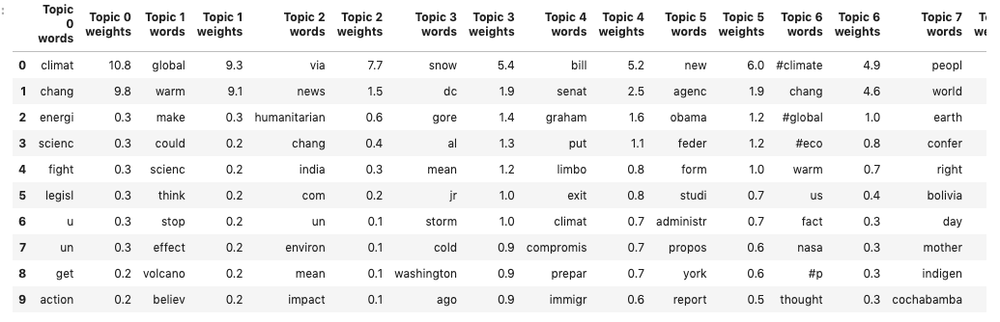 : Topic 0 words Topic 0 weights Topic 1 words Topic 1 weights Topic 2 words Topic 2 weights Topic 3 words Topic 3 weights Topic 4 words Topic 4 weights Topic 5 words Topic 5 weights Topic 6 words Topic 6 weights Topic 7 words
0 climat 10.8 global 9.3 via 7.7 snow 5.4 bill 5.2 new 6.0 #climate 4.9 peopl
1 chang 9.8 warm 9.1 news 1.5 dc 1.9 senat 2.5 agenc 1.9 chang 4.6 world
2 energi 0.3 make 0.3 humanitarian 0.6 gore 1.4 graham 1.6 obama 1.2 #global 1.0 earth
3 scienc 0.3 could 0.2 chang 0.4 al 1.3 put 1.1 feder 1.2 #eco 0.8 confer
4 fight 0.3 scienc 0.2 india 0.3 mean 1.2 limbo 0.8 form 1.0 warm 0.7 right
5 legisl 0.3 think 0.2 com 0.2 jr 1.0 exit 0.8 studi 0.7 us 0.4 bolivia
6 u 0.3 stop 0.2 un 0.1 storm 1.0 climat 0.7 administr 0.7 fact 0.3 day
7 un 0.3 effect 0.2 environ 0.1 cold 0.9 compromis 0.7 propos 0.6 nasa 0.3 mother
8 get 0.2 volcano 0.2 mean 0.1 washington 0.9 prepar 0.7 york 0.6 #p 0.3 indigen
9 action 0.2 believ 0.2 impact 0.1 ago 0.9 immigr 0.6 report 0.5 thought 0.3 cochabamba